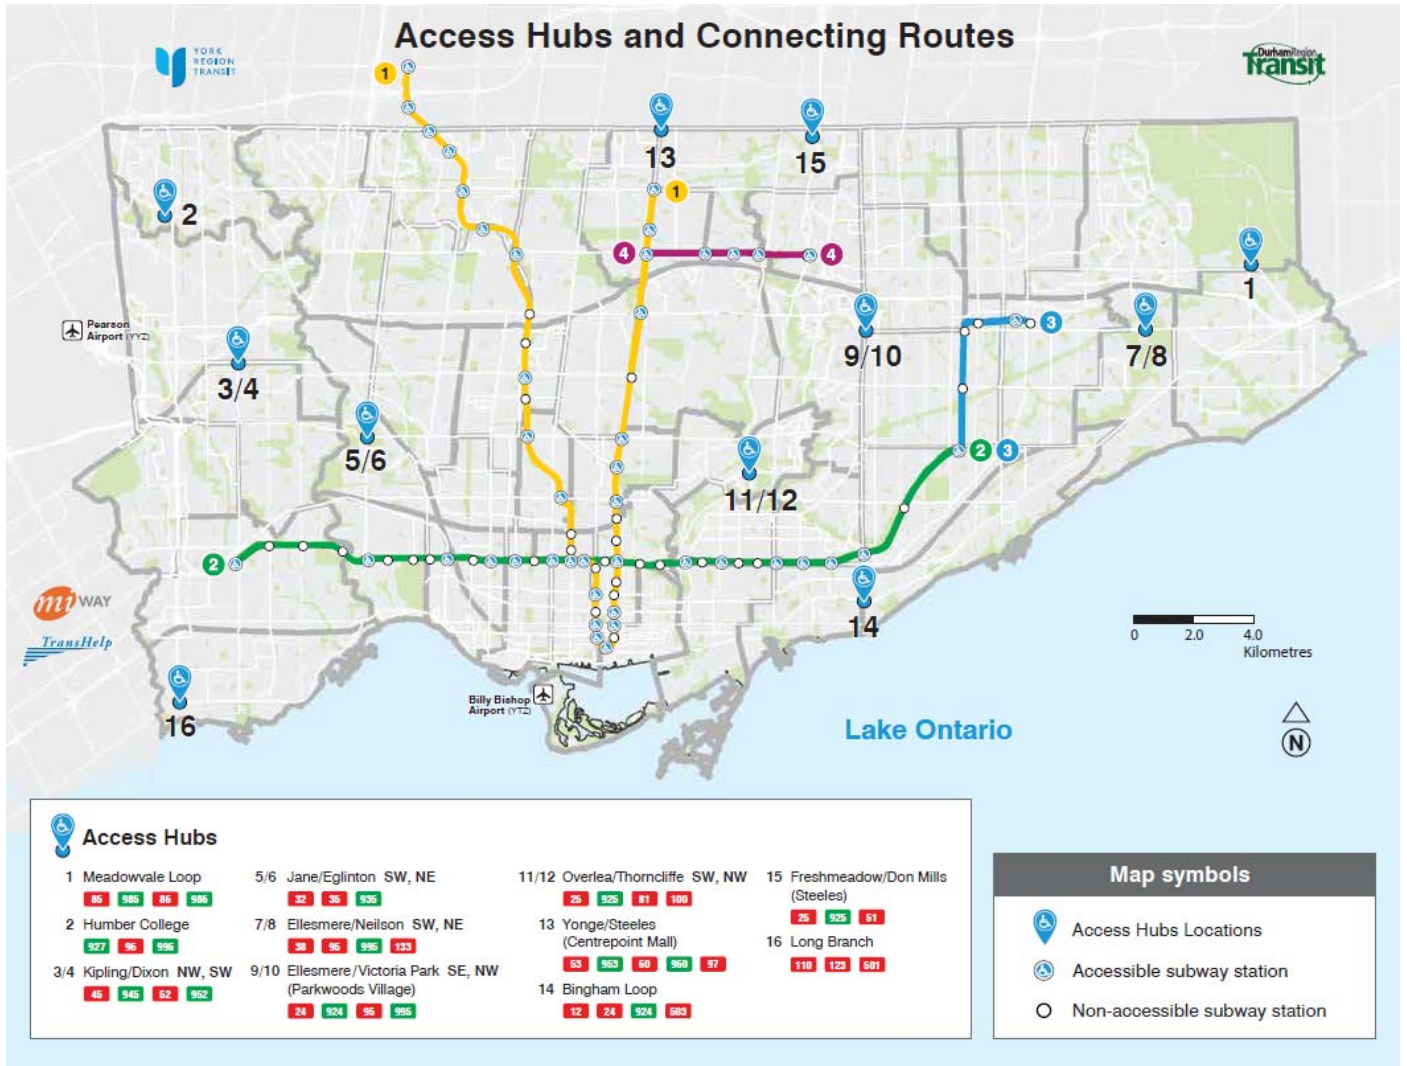 Access Hubs and Connecting Routes
YORK
REGION
TRANSIT
DurhamRegion
Transit
1
13
15
1
2
4
4
1
Pearson
Airport (YYZ)
3
9/10
7/8
3/4
5/6
2
3
11/12
2
14
mi WAY
TransHelp
0
2.0
4.0
Kilometres
16
Billy Bishop
Airport (YTZ)
Lake Ontario
N
Access Hubs
1 Meadowvale Loop
85 985 86 986
2 Humber College
927 96 996
3/4 Kipling/Dixon NW, SW
45 945 52 952
5/6 Jane/Eglinton SW, NE
32 35 935
7/8 Ellesmere/Neilson SW, NE
38 95 995 133
9/10 Ellesmere/Victoria Park SE, NW
(Parkwoods Village)
24 924 95 995
11/12 Overlea/Thorncliffe SW, NW
25 925 81 100
13 Yonge/Steeles
(Centrepoint Mall)
53 953 60 960 97
14 Bingham Loop
12 24 924 503
15 Freshmeadow/Don Mills
(Steeles)
25 925 51
16 Long Branch
110 123 501
Map symbols
Access Hubs Locations
Accessible subway station
Non-accessible subway station